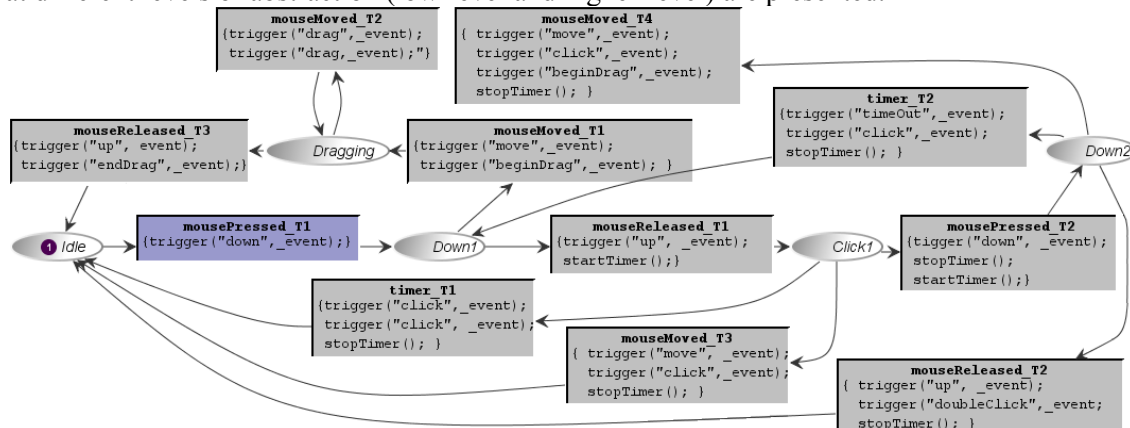 at different levels of abstraction (low level and high level) are presented.
mouseMoved_T2
{trigger("drag",_event);
trigger("drag,_event);"}
mouseMoved_T4
{ trigger("move",_event);
trigger("click",_event);
trigger("beginDrag",_event);
stopTimer(); }
timer_T2
{trigger("timeOut",_event);
trigger("click",_event);
stopTimer(); }
mouseReleased_T3
{trigger("up", event);
trigger("endDrag",_event);}
Dragging
mouseMoved_T1
{trigger("move",_event);
trigger("beginDrag",_event); }
Down2
1 Idle
mousePressed_T1
{trigger("down",_event);}
Down1
mouseReleased_T1
{trigger("up", _event);
startTimer();}
Click1
mousePressed_T2
{tigger("down", _event);
stopTimer();
startTimer();}
timer_T1
{trigger("click",_event);
trigger("click", _event);
stopTimer(); }
mouseMoved_T3
{ trigger("move", _event);
trigger("click",_event);
stopTimer(); }
mouseReleased_T2
{ trigger("up", _event);
trigger("doubleClick",_event;
stopTimer(); }